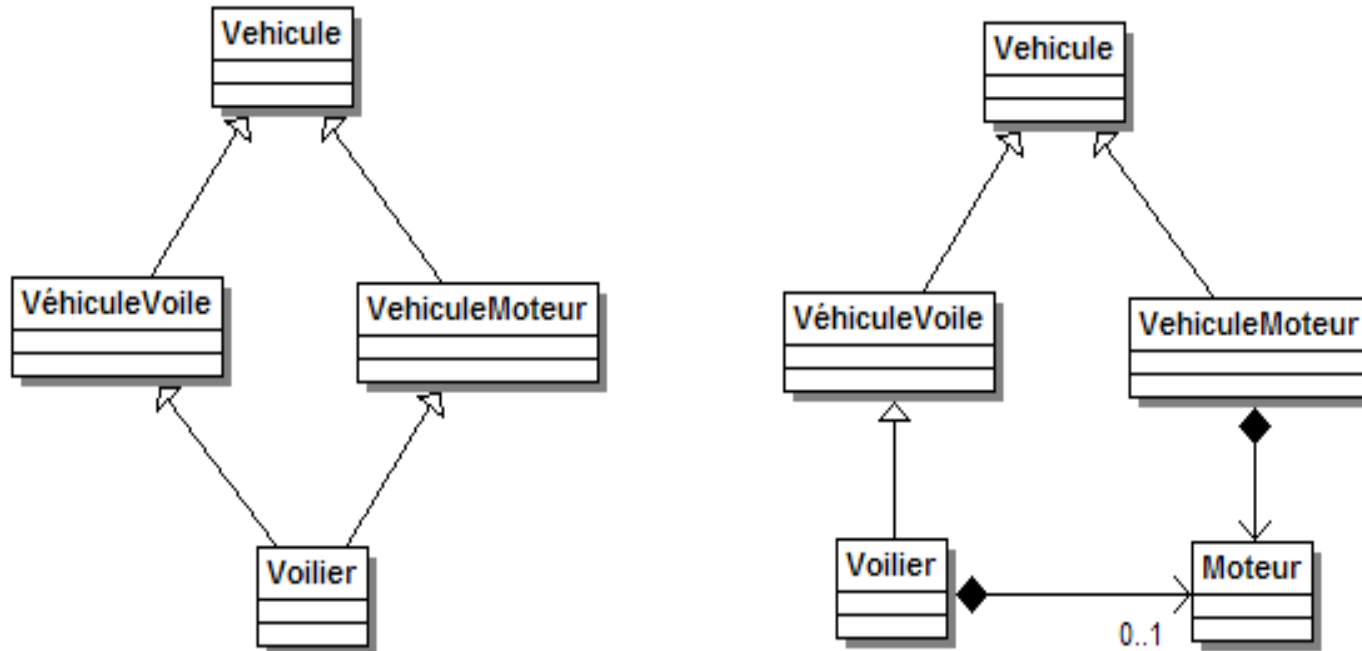 Vehicule
VéhiculeVoile
VehiculeMoteur
Voilier
Vehicule
VéhiculeVoile
VehiculeMoteur
Voilier
Moteur
0..1